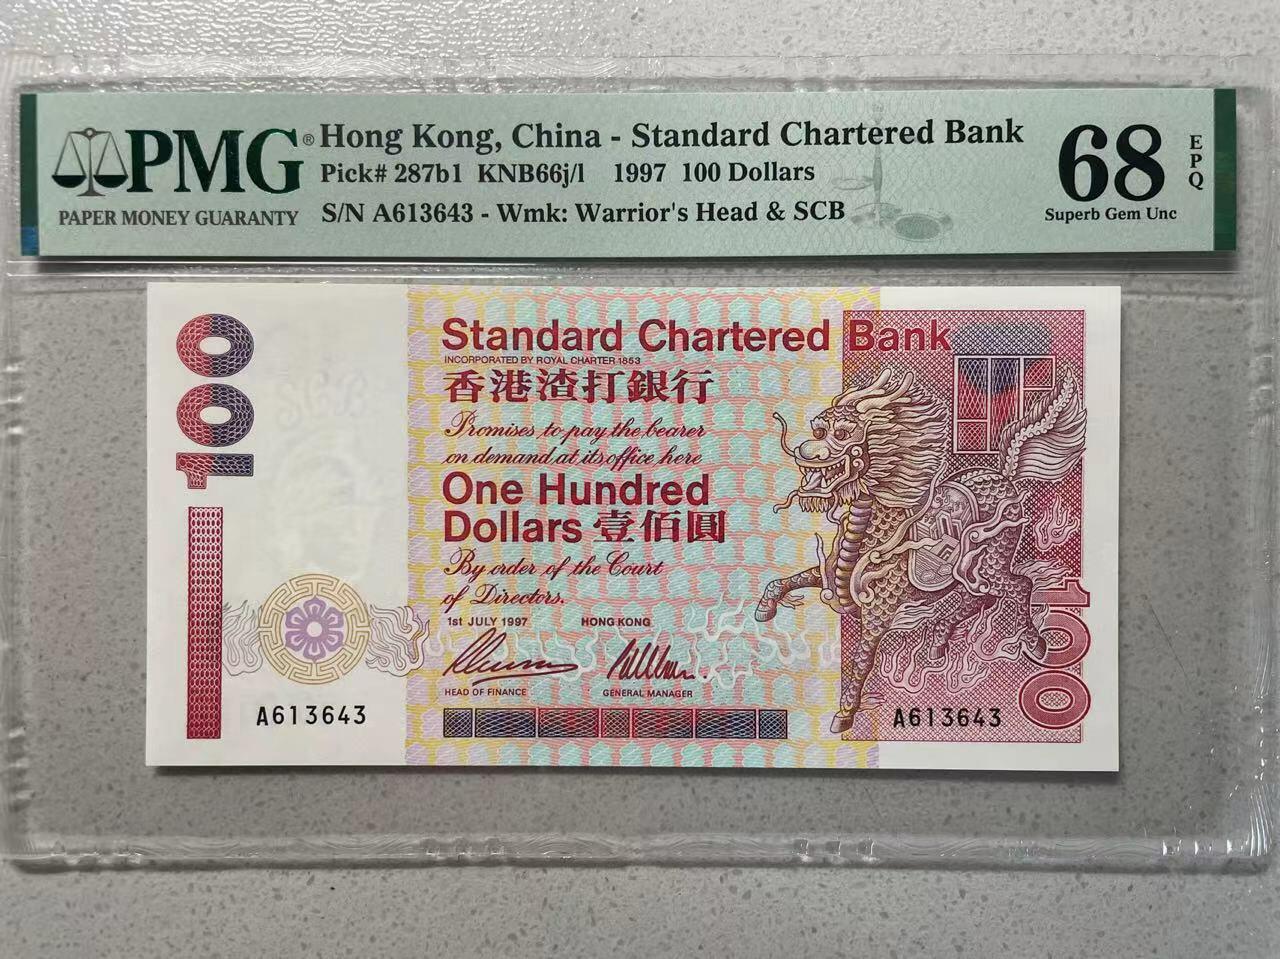 PMG®
PAPER MONEY GUARANTY
Hong Kong, China - Standard Chartered Bank
Pick# 287b1 KNB66j/l 1997 100 Dollars
S/N A613643 - Wmk: Warrior's Head & SCB
68
EPQ
Superb Gem Unc
100
Standard Chartered Bank
INCORPORATED BY ROYAL CHARTER 1853
香港渣打銀行
Promises to pay the bearer
on demand at its office here
One Hundred
Dollars 壹佰圓
By order of the Court
of Directors.
1st JULY 1997 HONG KONG
HEAD OF FINANCE GENERAL MANAGER
A613643
A613643
100